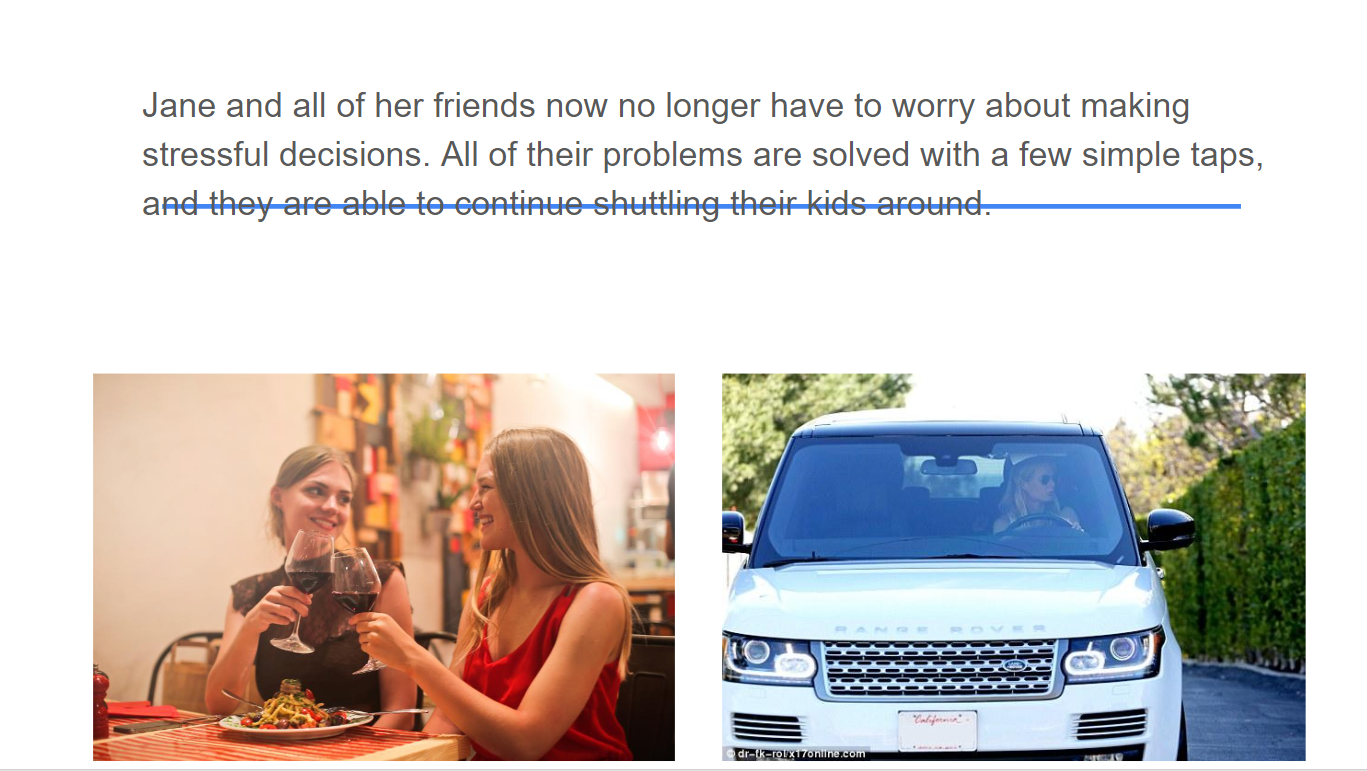 Jane and all of her friends now no longer have to worry about making
stressful decisions. All of their problems are solved with a few simple taps,
and they are able to continue shuttling their kids around.
RANGE ROVER
California
© dr-fk-rol/x17online.com